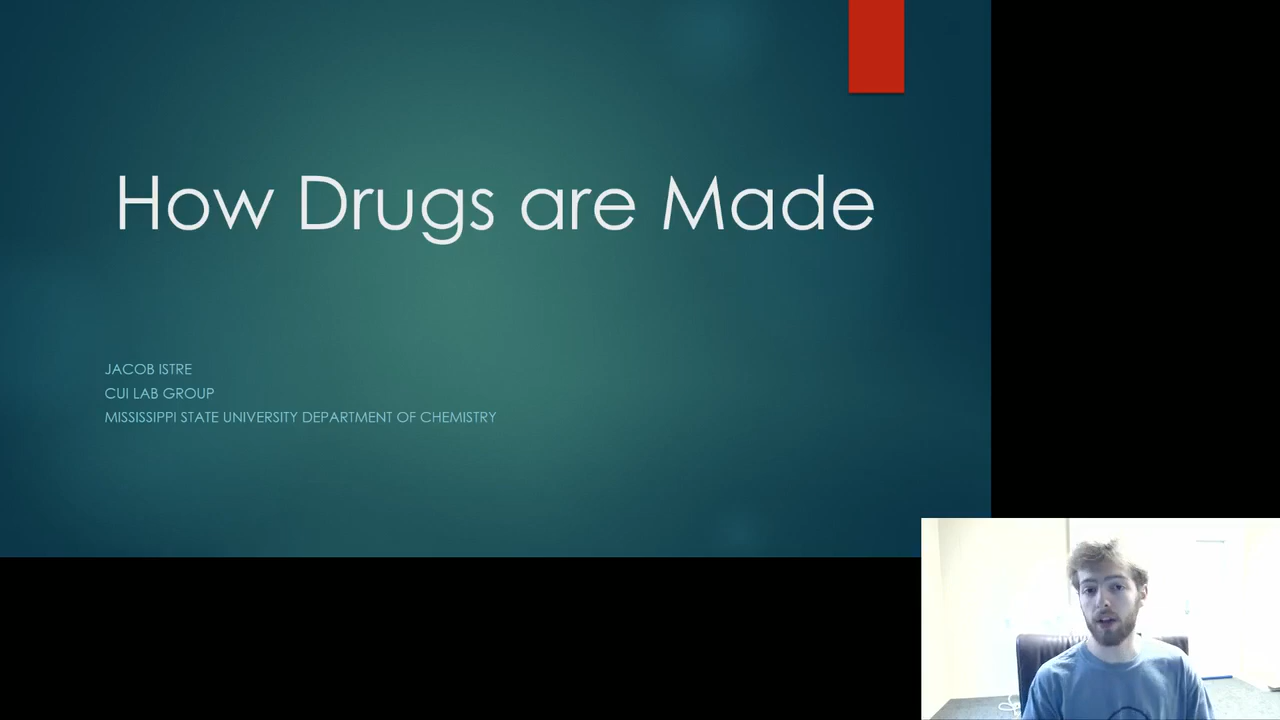 How Drugs are Made
JACOB ISTRE
CUI LAB GROUP
MISSISSIPPI STATE UNIVERSITY DEPARTMENT OF CHEMISTRY